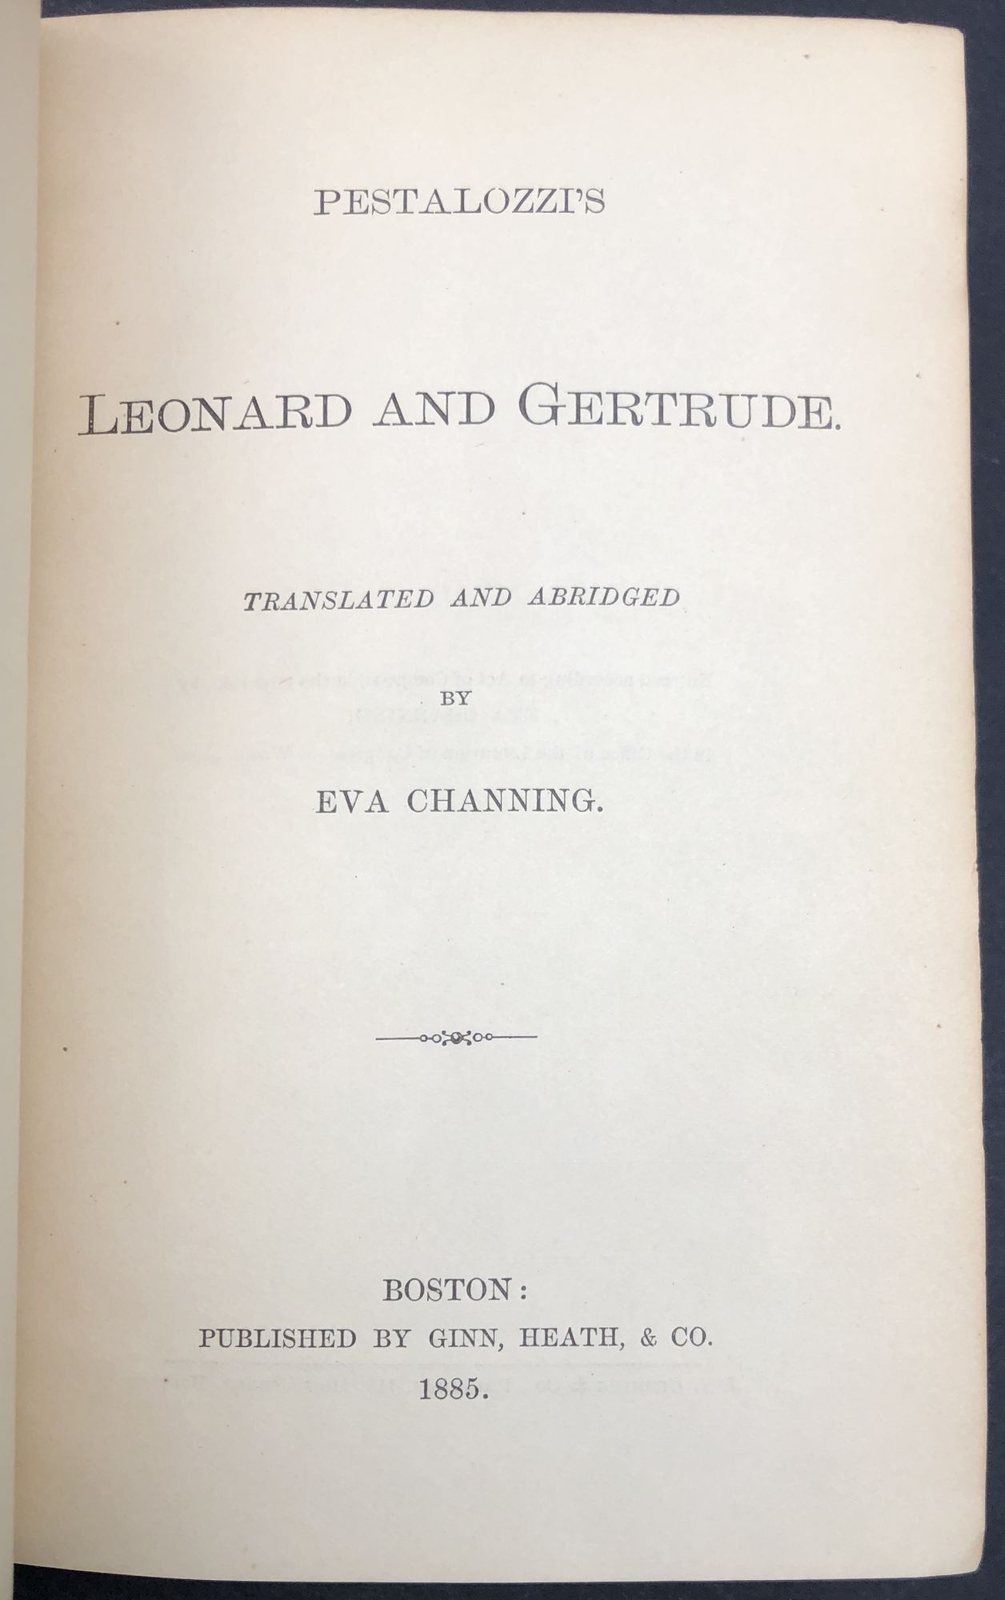 PESTALOZZI'S
LEONARD AND GERTRUDE.
TRANSLATED AND ABRIDGED
BY
EVA CHANNING.
BOSTON:
PUBLISHED BY GINN, HEATH, & CO.
1885.